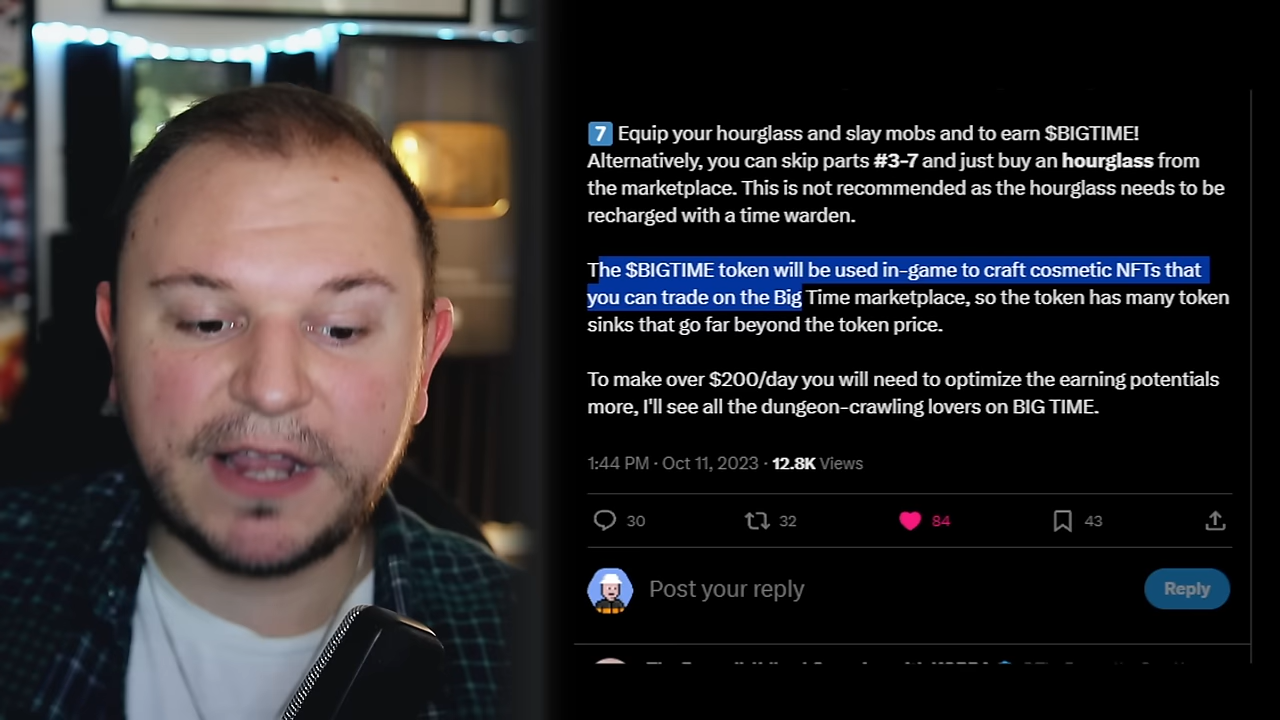 7 Equip your hourglass and slay mobs and to earn $BIGTIME!
Alternatively, you can skip parts #3-7 and just buy an hourglass from
the marketplace. This is not recommended as the hourglass needs to be
recharged with a time warden.
The $BIGTIME token will be used in-game to craft cosmetic NFTs that
you can trade on the Big Time marketplace, so the token has many token
sinks that go far beyond the token price.
To make over $200/day you will need to optimize the earning potentials
more, I'll see all the dungeon-crawling lovers on BIG TIME.
1:44 PM · Oct 11, 2023 · 12.8K Views
30 32 84 43
Post your reply Reply